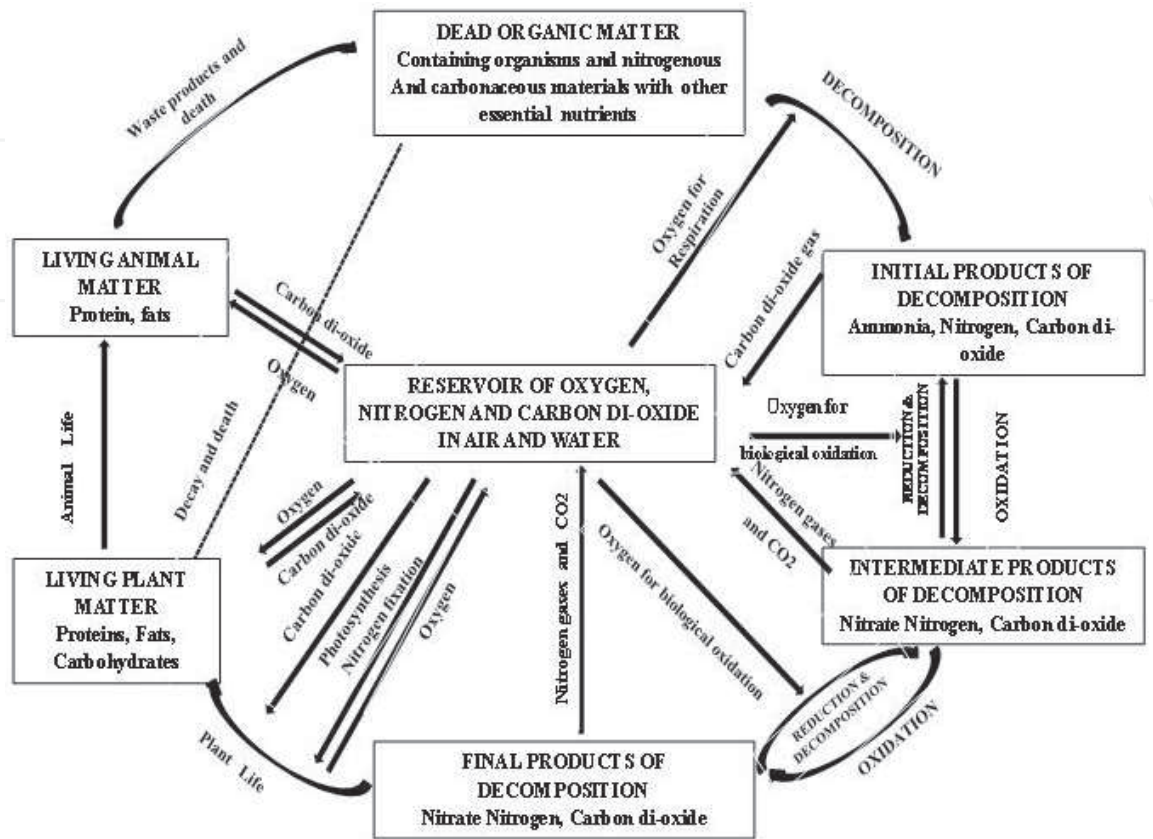 DEAD ORGANIC MATTER
Containing organisms and nitrogenous
And carbonaceous materials with other
essential nutrients
Waste products and
death
DECOMPOSITION
Oxygen for
Respiration
LIVING ANIMAL
MATTER
Protein, fats
Carbon di-oxide
Oxygen
Carbon di-oxide gas
INITIAL PRODUCTS OF
DECOMPOSITION
Ammonia, Nitrogen, Carbon di-
oxide
RESERVOIR OF OXYGEN,
NITROGEN AND CARBON DI-OXIDE
IN AIR AND WATER
Oxygen for
biological oxidation
REDUCTION &
DECOMPOSITION
OXIDATION
Animal Life
Decay and death
Oxygen
Carbon di-oxide
Carbon di-oxide
Photosynthesis
Nitrogen fixation
Oxygen
Nitrogen gases and CO2
Oxygen for biological oxidation
Nitrogen gases
and CO2
LIVING PLANT
MATTER
Proteins, Fats,
Carbohydrates
INTERMEDIATE PRODUCTS
OF DECOMPOSITION
Nitrate Nitrogen, Carbon di-oxide
REDUCTION &
DECOMPOSITION
OXIDATION
Plant Life
FINAL PRODUCTS OF
DECOMPOSITION
Nitrate Nitrogen, Carbon di-oxide